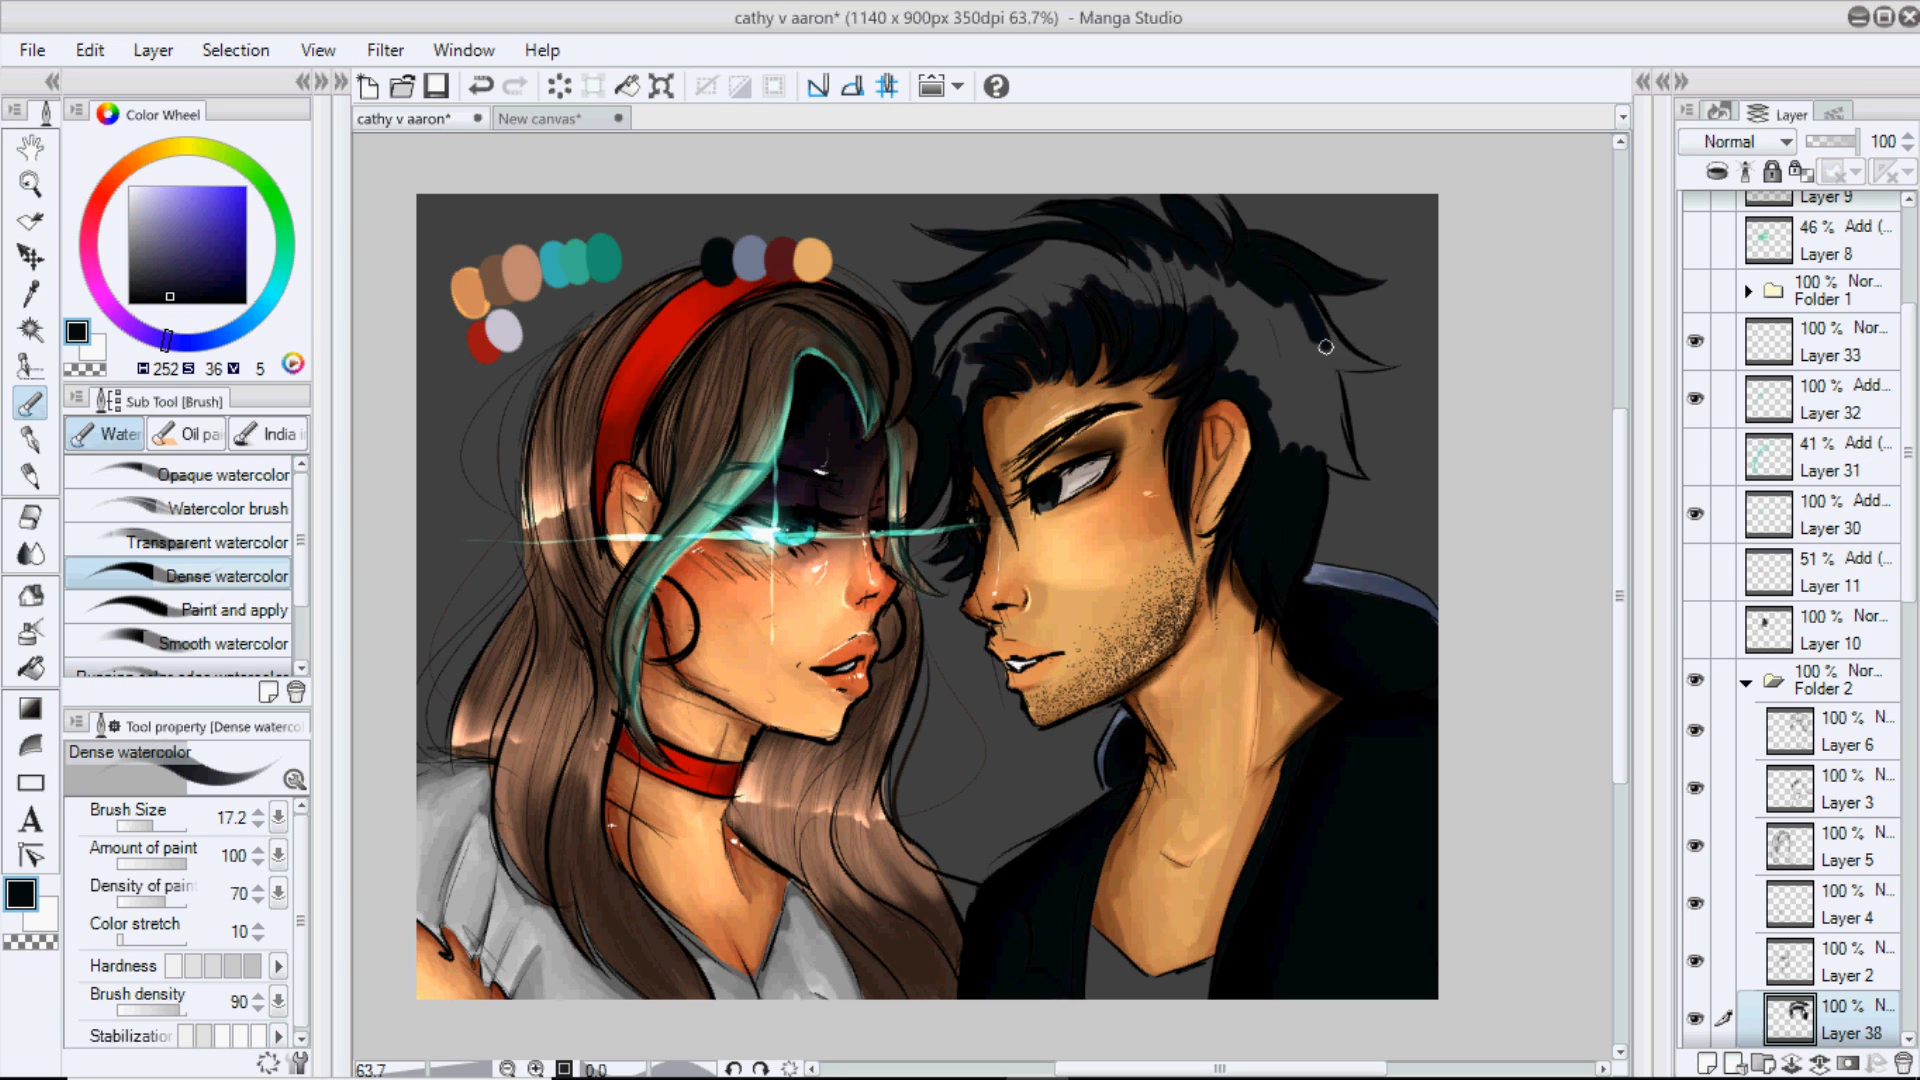 cathy v aaron* (1140 x 900px 350dpi 63.7%) - Manga Studio
File Edit Layer Selection View Filter Window Help
Color Wheel
cathy v aaron*
New canvas*
H 252 S 36 V 5
Sub Tool [Brush]
Water
Oil pai
India i
Opaque watercolor
Watercolor brush
Transparent watercolor
Dense watercolor
Paint and apply
Smooth watercolor
Tool property [Dense waterco
Dense watercolor
Brush Size 17.2
Amount of paint 100
Density of paint 70
Color stretch 10
Hardness
Brush density 90
Stabilization
63.7
0.0
Layer
Normal 100
Layer 9
46 % Add (...
Layer 8
100 % Nor...
Folder 1
100 % Nor...
Layer 33
100 % Add...
Layer 32
41 % Add (...
Layer 31
100 % Add...
Layer 30
51 % Add (...
Layer 11
100 % Nor...
Layer 10
100 % Nor...
Folder 2
100 % N...
Layer 6
100 % N...
Layer 3
100 % N...
Layer 5
100 % N...
Layer 4
100 % N...
Layer 2
100 % N...
Layer 38